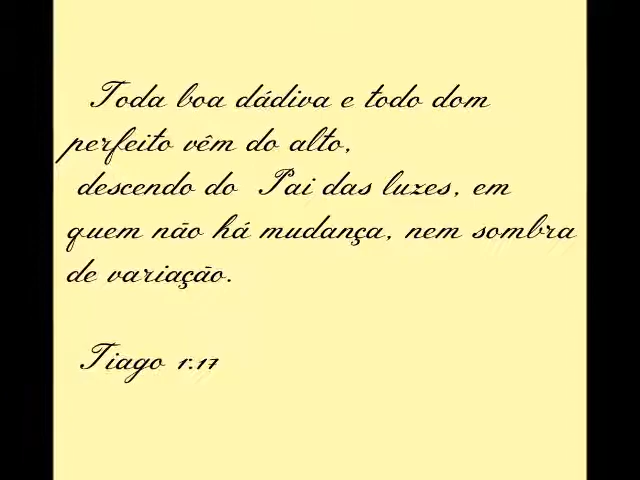 Toda boa dádiva e todo dom
perfeito vêm do alto,
descendo do Pai das luzes, em
quem não há mudança, nem sombra
de variação.
Tiago 1:17